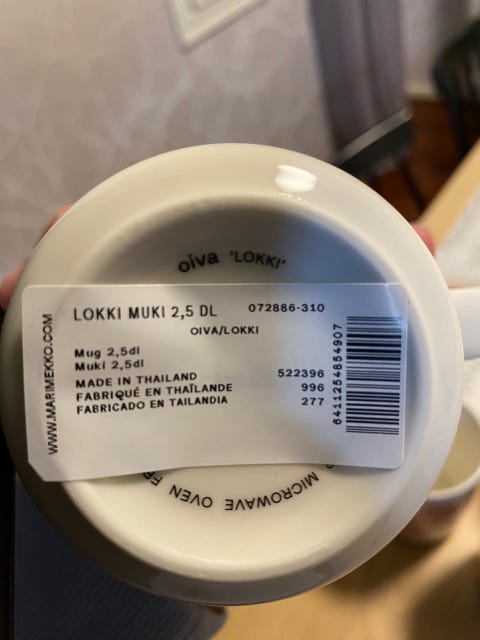 oiva 'LOKKI'
LOKKI MUKI 2,5 DL 072886-310
OIVA/LOKKI
Mug 2,5dl
Muki 2,5dl
MADE IN THAILAND 522396
FABRIQUÉ EN THAÏLANDE 996
FABRICADO EN TAILANDIA 277
WWW.MARIMEKKO.COM
6411254854907
MICROWAVE OVEN